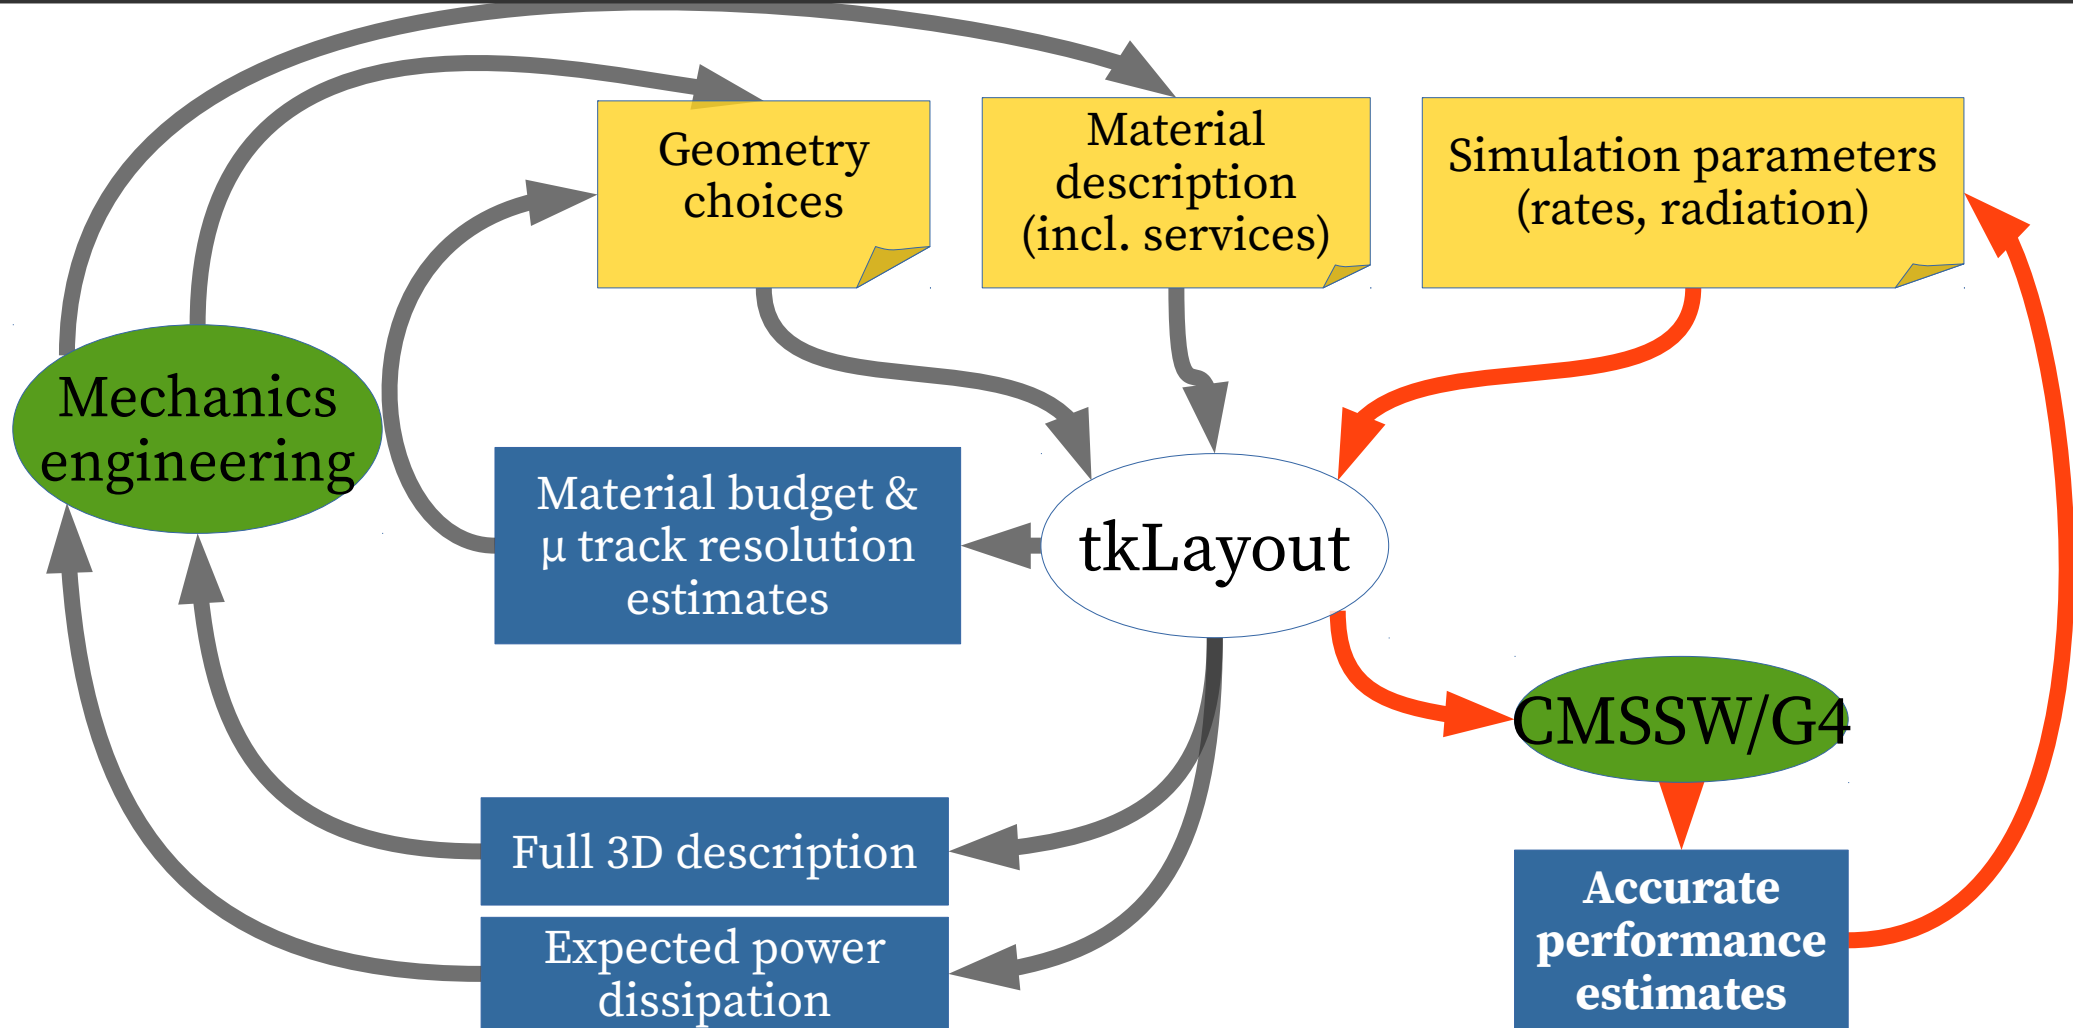 Geometry
choices
Material
description
(incl. services)
Simulation parameters
(rates, radiation)
Mechanics
engineering
Material budget &
μ track resolution
estimates
tkLayout
CMSSW/G4
Full 3D description
Expected power
dissipation
Accurate
performance
estimates